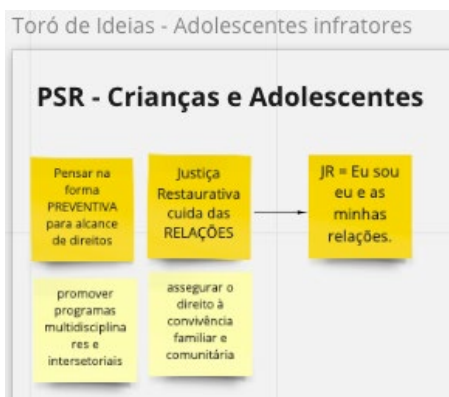 Toró de Ideias - Adolescentes infratores
PSR - Crianças e Adolescentes
Pensar na
forma
PREVENTIVA
para alcance
de direitos
Justiça
Restaurativa
cuida das
RELAÇÕES
JR = Eu sou
eu e as
minhas
relações.
promover
programas
multidisciplina
res e
intersetoriais
assegurar o
direito à
convivência
familiar e
comunitária